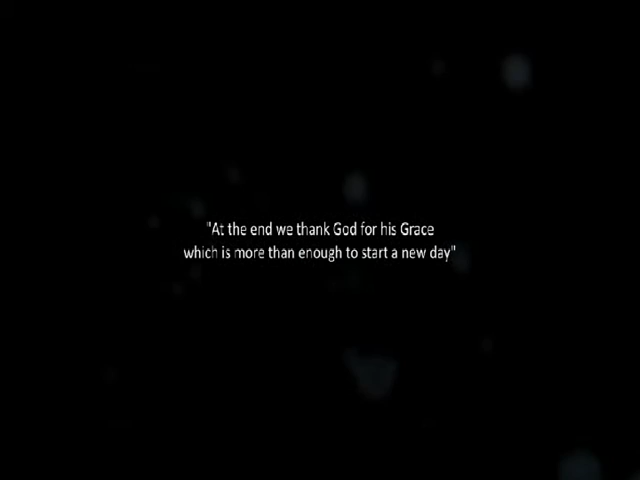 "At the end we thank God for his Grace
which is more than enough to start a new day"